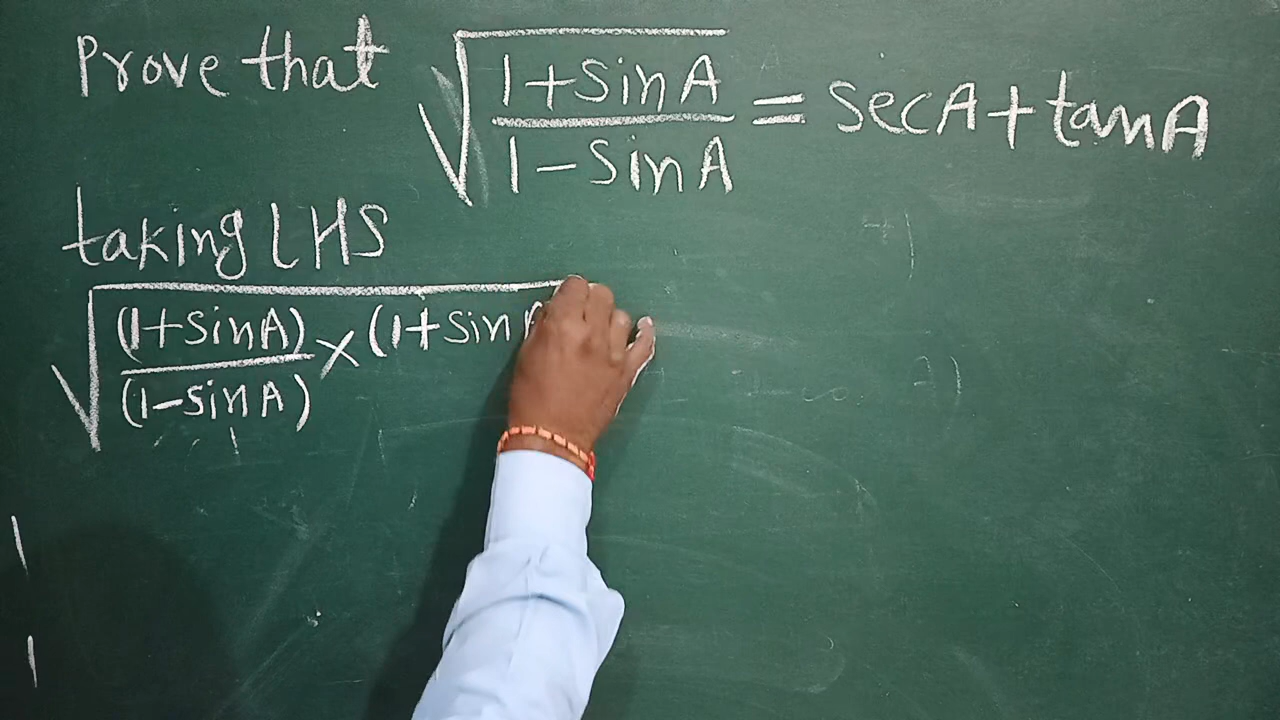 Prove that √((1+sinA)/(1-sinA)) = secA+tanA
taking LHS
√((1+sinA)/(1-sinA) × (1+sin